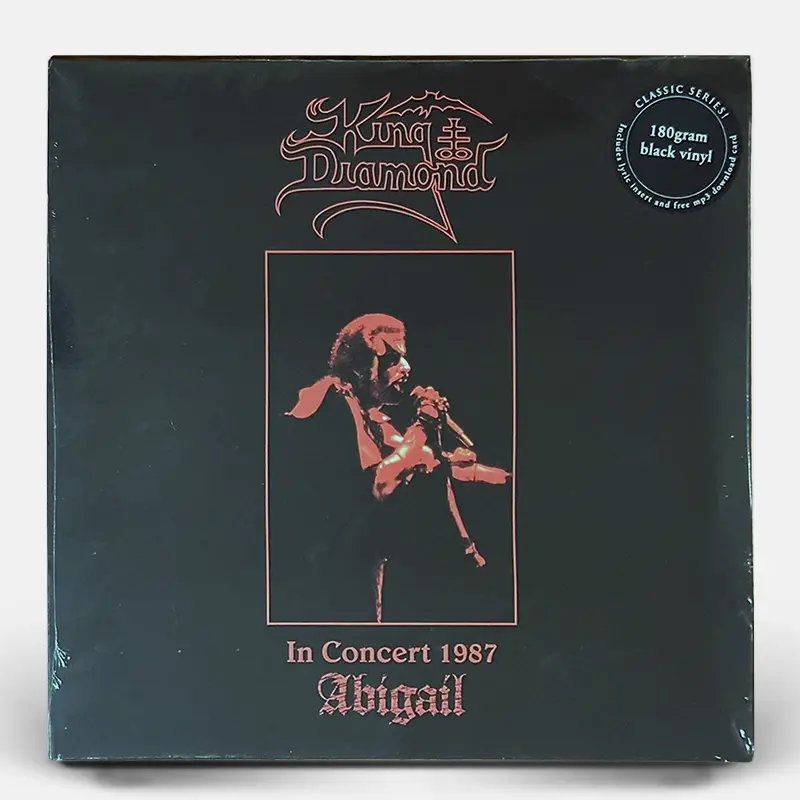 King
Diamond
CLASSIC SERIES!
180gram
black vinyl
Includes lyric insert and free mp3 download card
In Concert 1987
Abigail